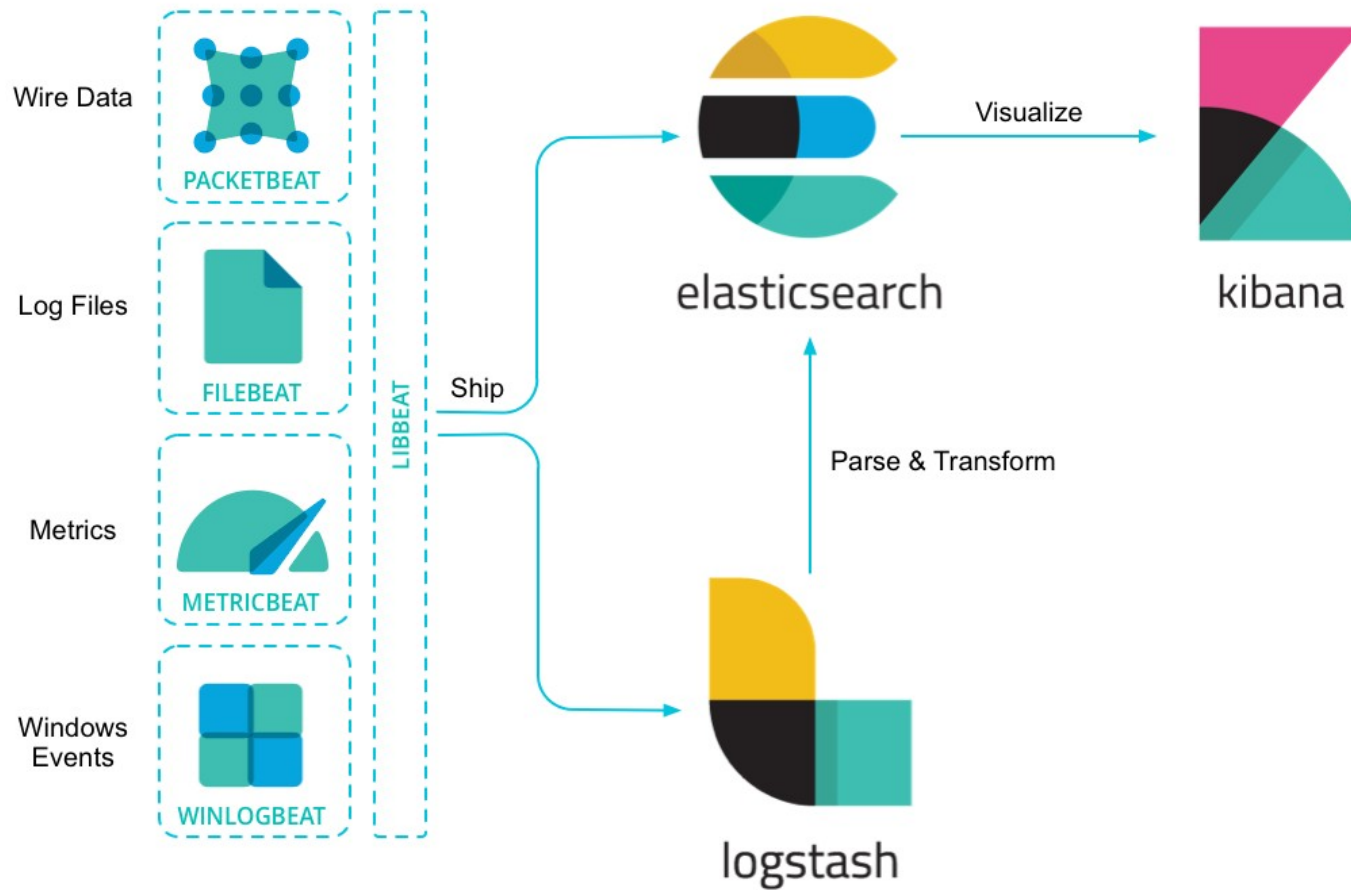 Wire Data
PACKETBEAT
Log Files
FILEBEAT
Metrics
METRICBEAT
Windows
Events
WINLOGBEAT
LIBBEAT
Ship
elasticsearch
Visualize
kibana
Parse & Transform
logstash